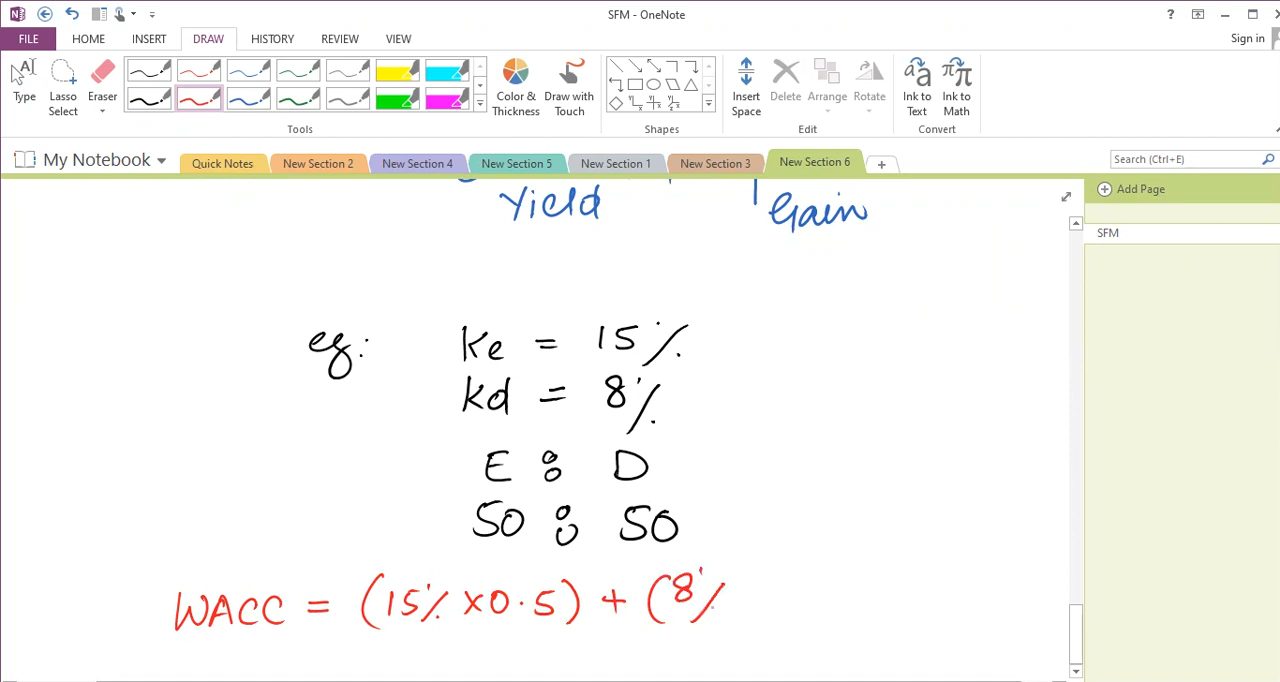 SFM - OneNote
?
Sign in
FILE HOME INSERT DRAW HISTORY REVIEW VIEW
Type
Lasso Select
Eraser
Color & Thickness
Draw with Touch
Insert Space
Delete
Arrange
Rotate
Ink to Text
Ink to Math
Tools
Shapes
Edit
Convert
My Notebook
Quick Notes
New Section 2
New Section 4
New Section 5
New Section 1
New Section 3
New Section 6
Search (Ctrl+E)
Add Page
SFM
Yield
Gain
eg: Ke = 15%
Kd = 8%
E : D
50 : 50
WACC = (15% × 0.5) + (8%